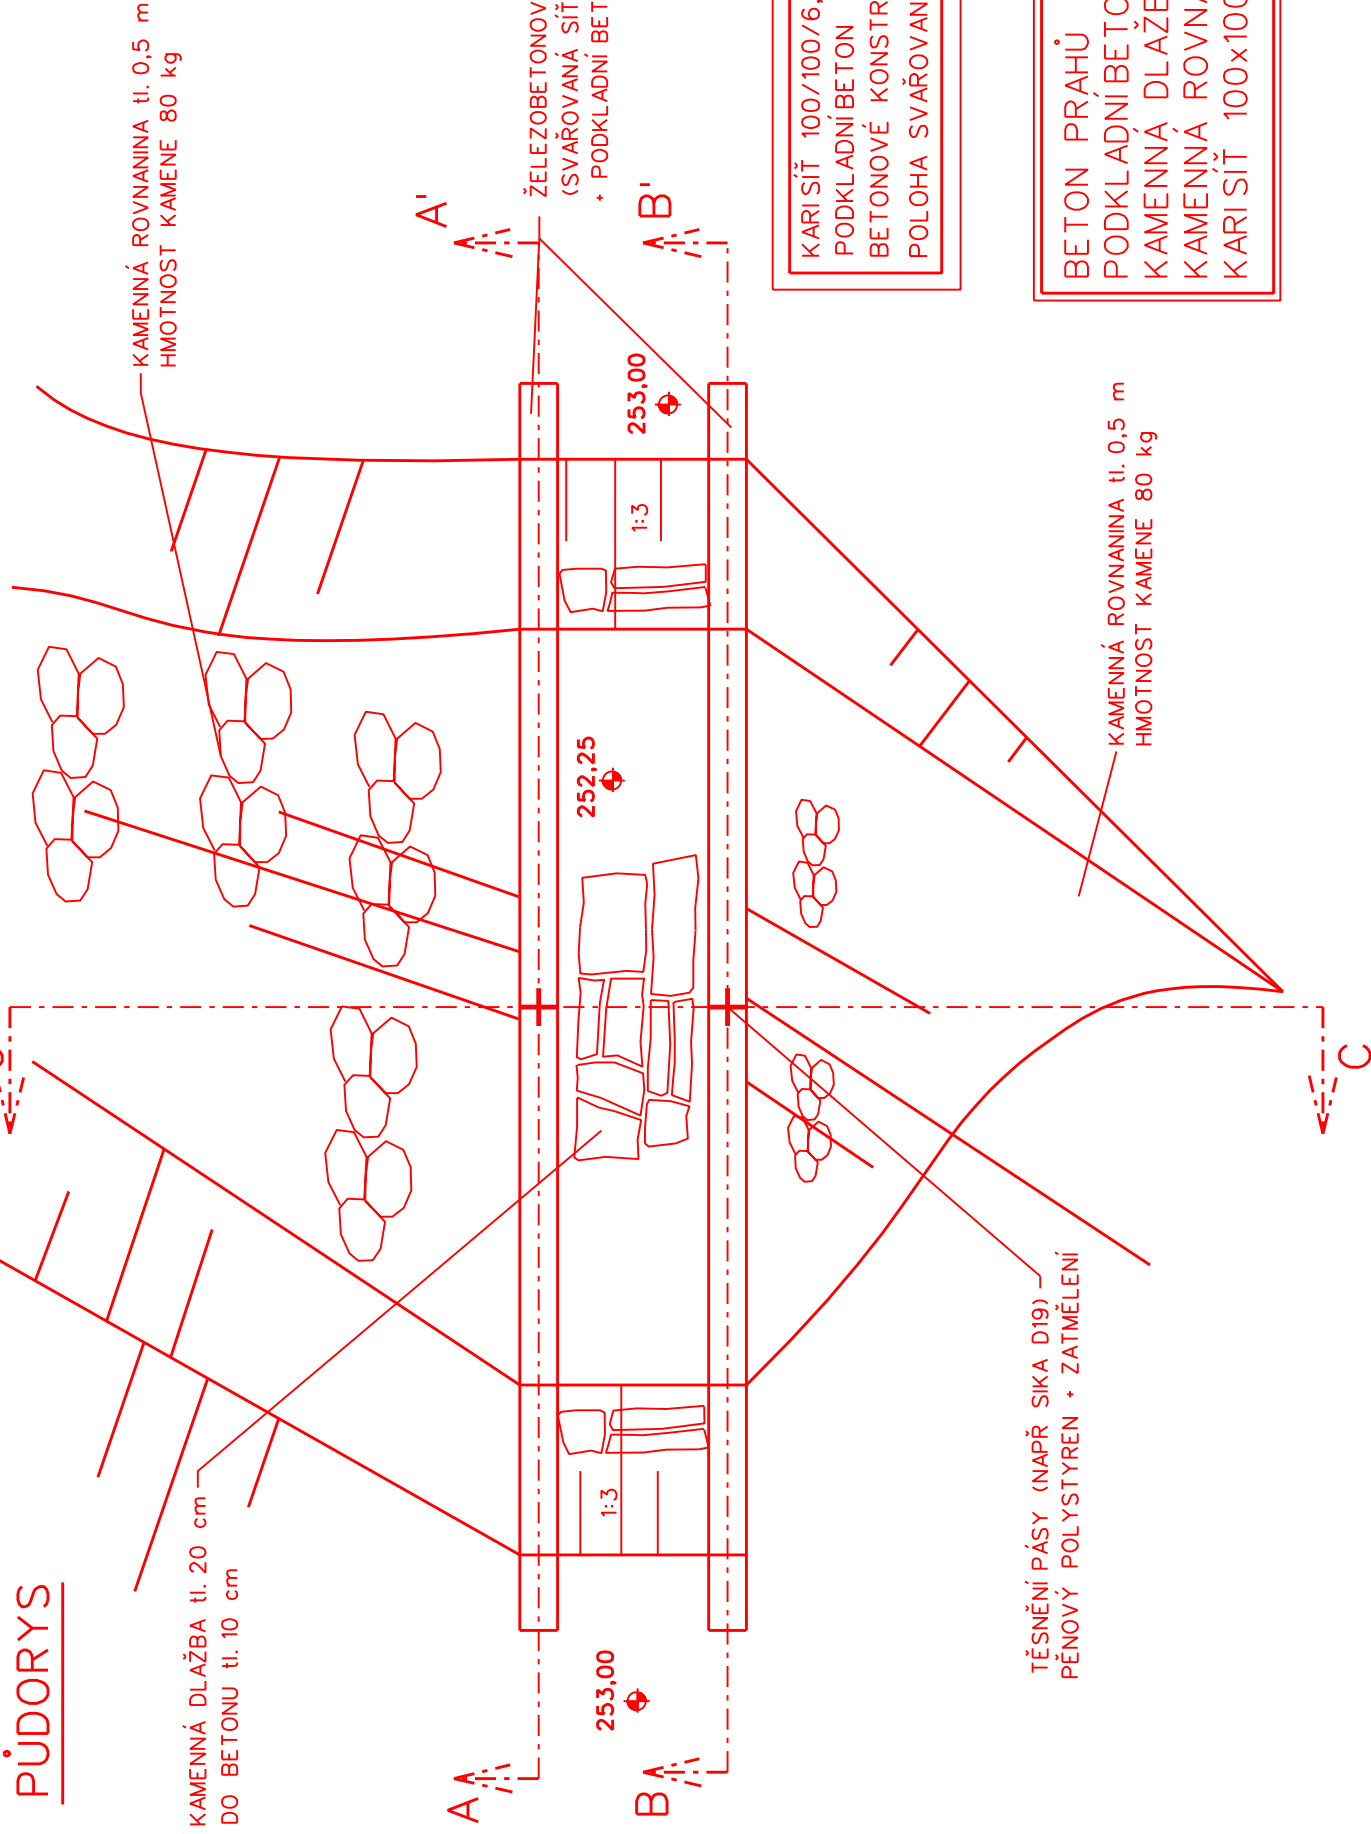 PŮDORYS
KAMENNÁ DLAŽBA tl. 20 cm
DO BETONU tl. 10 cm
KAMENNÁ ROVNANINA tl. 0,5 m
HMOTNOST KAMENE 80 kg
A
A'
B
B'
ŽELEZOBETONOV
(SVAŘOVANÁ SÍŤ
+ PODKLADNÍ BET
253,00
252,25
253,00
1:3
1:3
KARI SÍŤ 100/100/6,
PODKLADNÍ BETON
BETONOVÉ KONSTR
POLOHA SVAŘOVAN
BETON PRAHŮ
PODKLADNÍ BETO
KAMENNÁ DLAŽE
KAMENNÁ ROVNA
KARI SÍŤ 100x100
TĚSNĚNÍ PÁSY (NAPŘ SIKA D19)
PĚNOVÝ POLYSTYREN + ZATMĚLENÍ
KAMENNÁ ROVNANINA tl. 0,5 m
HMOTNOST KAMENE 80 kg
C